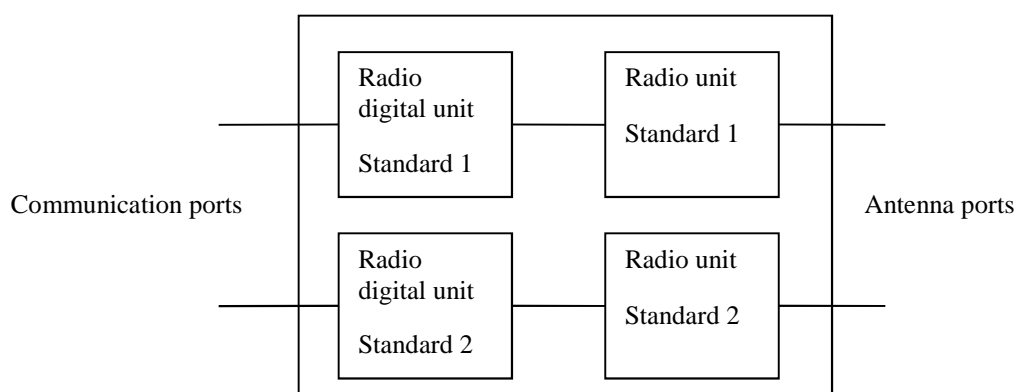 Radio
digital unit
Standard 1
Radio unit
Standard 1
Communication ports
Antenna ports
Radio
digital unit
Standard 2
Radio unit
Standard 2